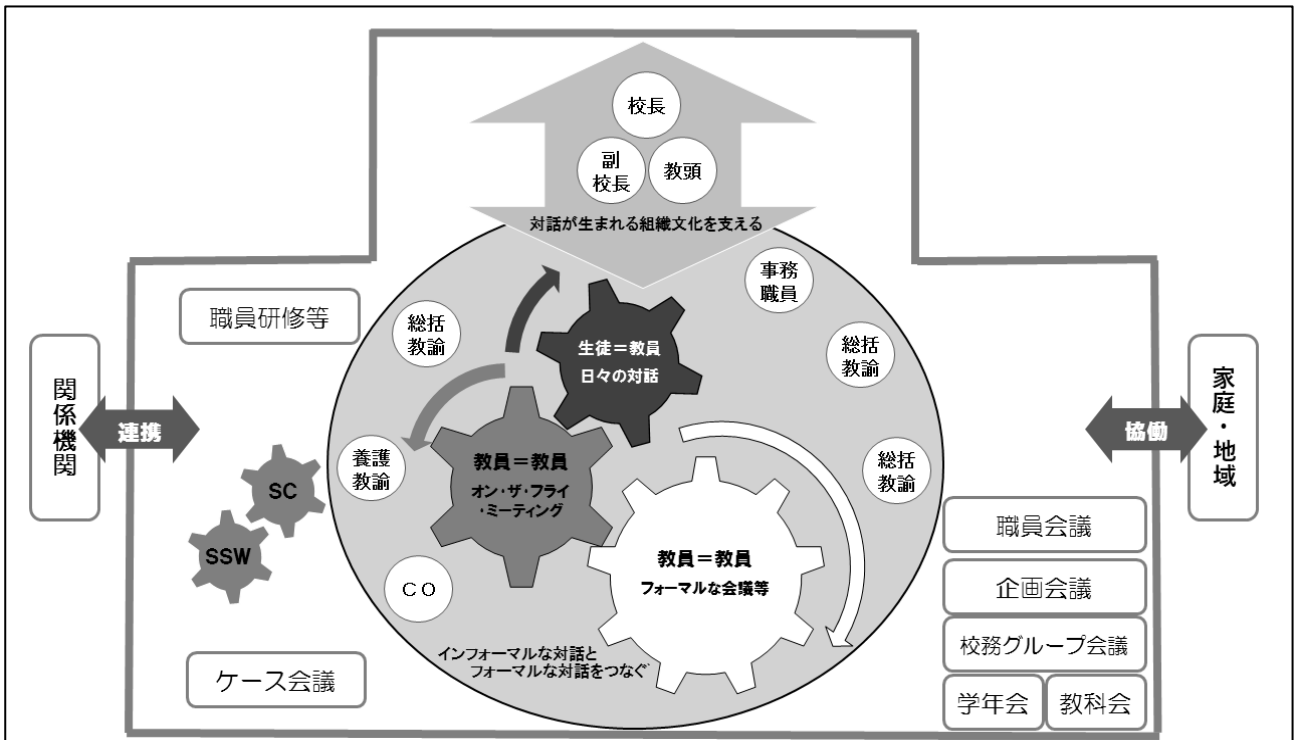 校長
副
校長
教頭
対話が生まれる組織文化を支える
事務
職員
職員研修等
総括
教諭
総括
教諭
生徒＝教員
日々の対話
関係機関
連携
家庭・地域
協働
養護
教諭
総括
教諭
教員＝教員
オン・ザ・フライ
・ミーティング
SC
SSW
職員会議
教員＝教員
フォーマルな会議等
企画会議
ＣＯ
校務グループ会議
インフォーマルな対話と
フォーマルな対話をつなぐ
ケース会議
学年会
教科会